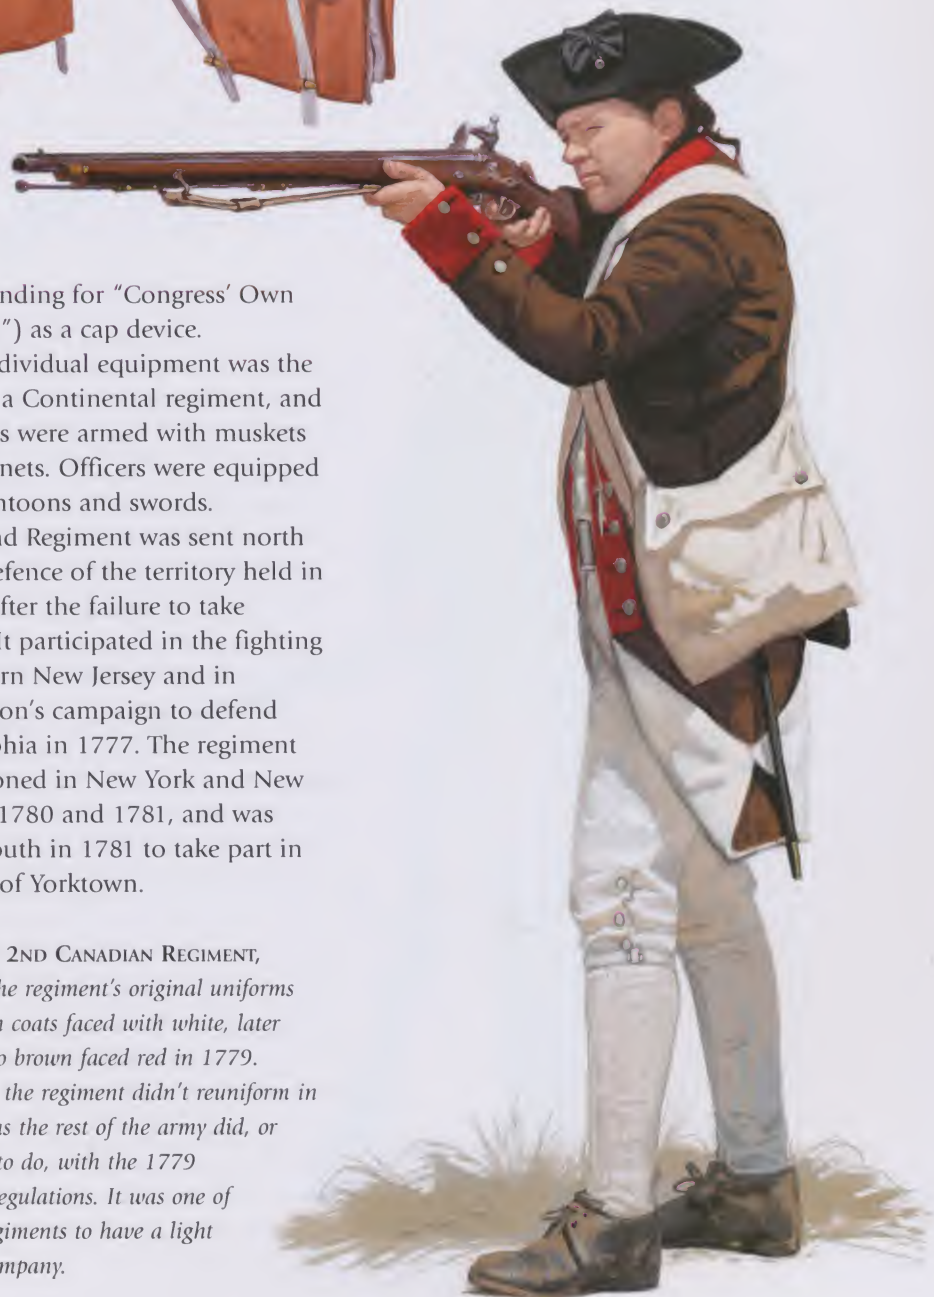 nding for “Congress’ Own
”) as a cap device.
dividual equipment was the
a Continental regiment, and
s were armed with muskets
nets. Officers were equipped
ntoons and swords.
nd Regiment was sent north
efence of the territory held in
fter the failure to take
It participated in the fighting
rn New Jersey and in
on’s campaign to defend
phia in 1777. The regiment
oned in New York and New
1780 and 1781, and was
outh in 1781 to take part in
of Yorktown.
2ND CANADIAN REGIMENT,
he regiment’s original uniforms
n coats faced with white, later
o brown faced red in 1779.
the regiment didn’t reuniform in
as the rest of the army did, or
to do, with the 1779
egulations. It was one of
giments to have a light
mpany.